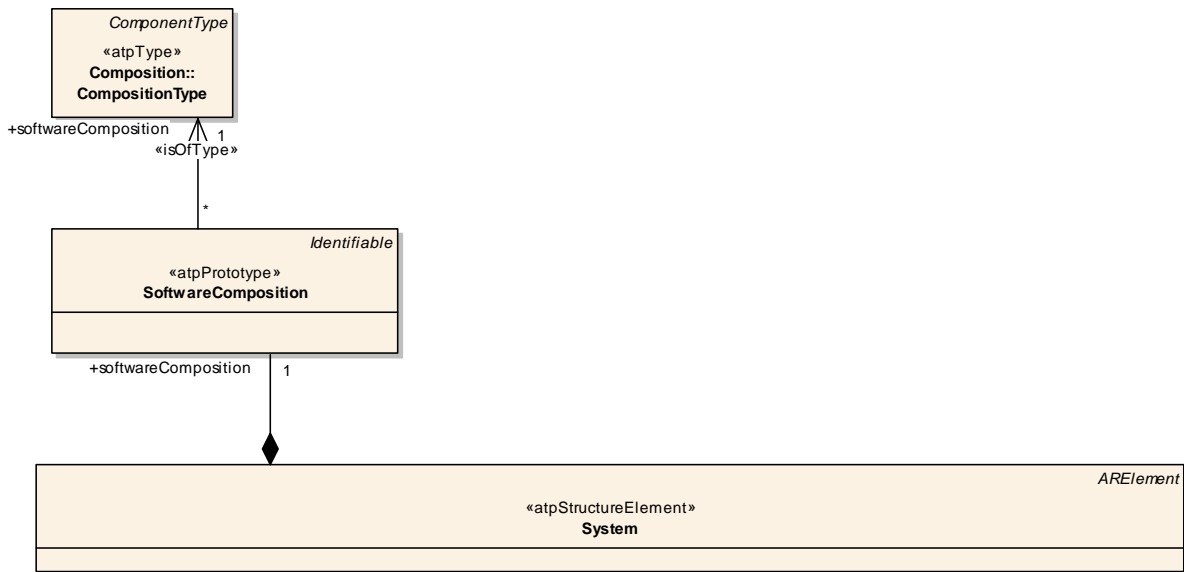 ComponentType
«atpType»
Composition::
CompositionType
+softwareComposition
1
«isOfType»
*
Identifiable
«atpPrototype»
SoftwareComposition
+softwareComposition
1
ARElement
«atpStructureElement»
System